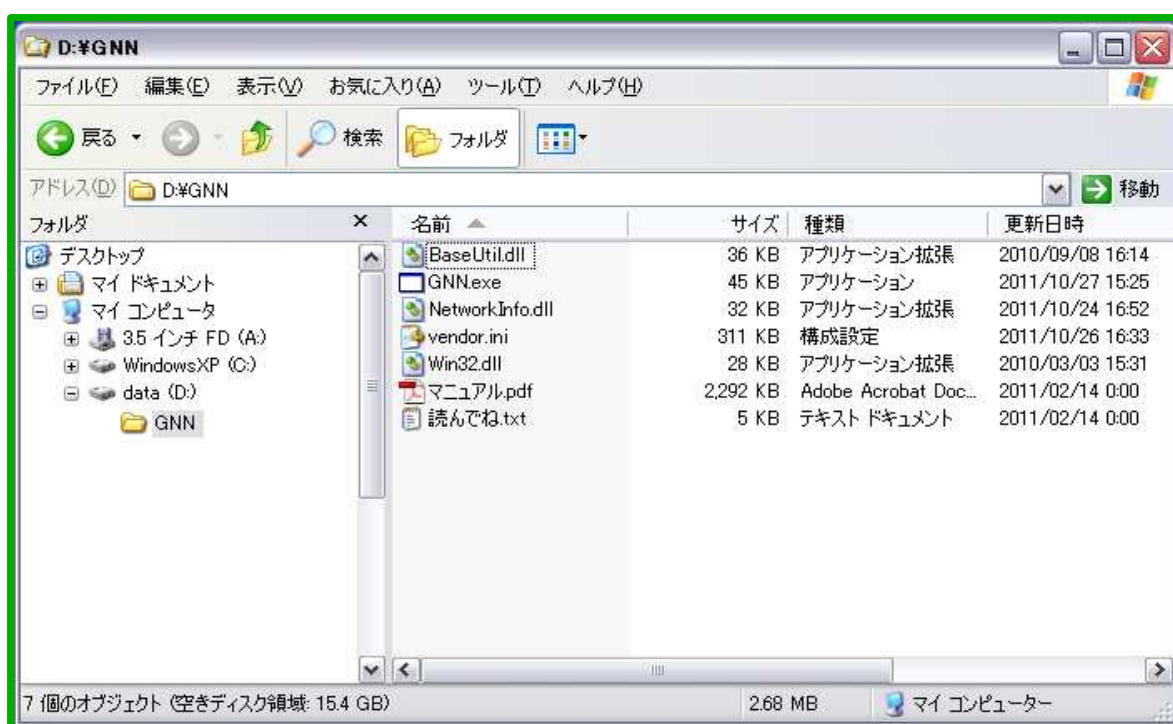 D:¥GNN
ファイル(F) 編集(E) 表示(V) お気に入り(A) ツール(T) ヘルプ(H)
戻る 検索 フォルダ
アドレス(D) D:¥GNN 移動
フォルダ × 名前 サイズ 種類 更新日時
デスクトップ
マイ ドキュメント
マイ コンピュータ
3.5 インチ FD (A:)
WindowsXP (C:)
data (D:)
GNN
BaseUtil.dll 36 KB アプリケーション拡張 2010/09/08 16:14
GNN.exe 45 KB アプリケーション 2011/10/27 15:25
NetworkInfo.dll 32 KB アプリケーション拡張 2011/10/24 16:52
vendor.ini 311 KB 構成設定 2011/10/26 16:33
Win32.dll 28 KB アプリケーション拡張 2010/03/03 15:31
マニュアル.pdf 2,292 KB Adobe Acrobat Doc... 2011/02/14 0:00
読んでね.txt 5 KB テキスト ドキュメント 2011/02/14 0:00
7 個のオブジェクト (空きディスク領域: 15.4 GB) 2.68 MB マイ コンピューター